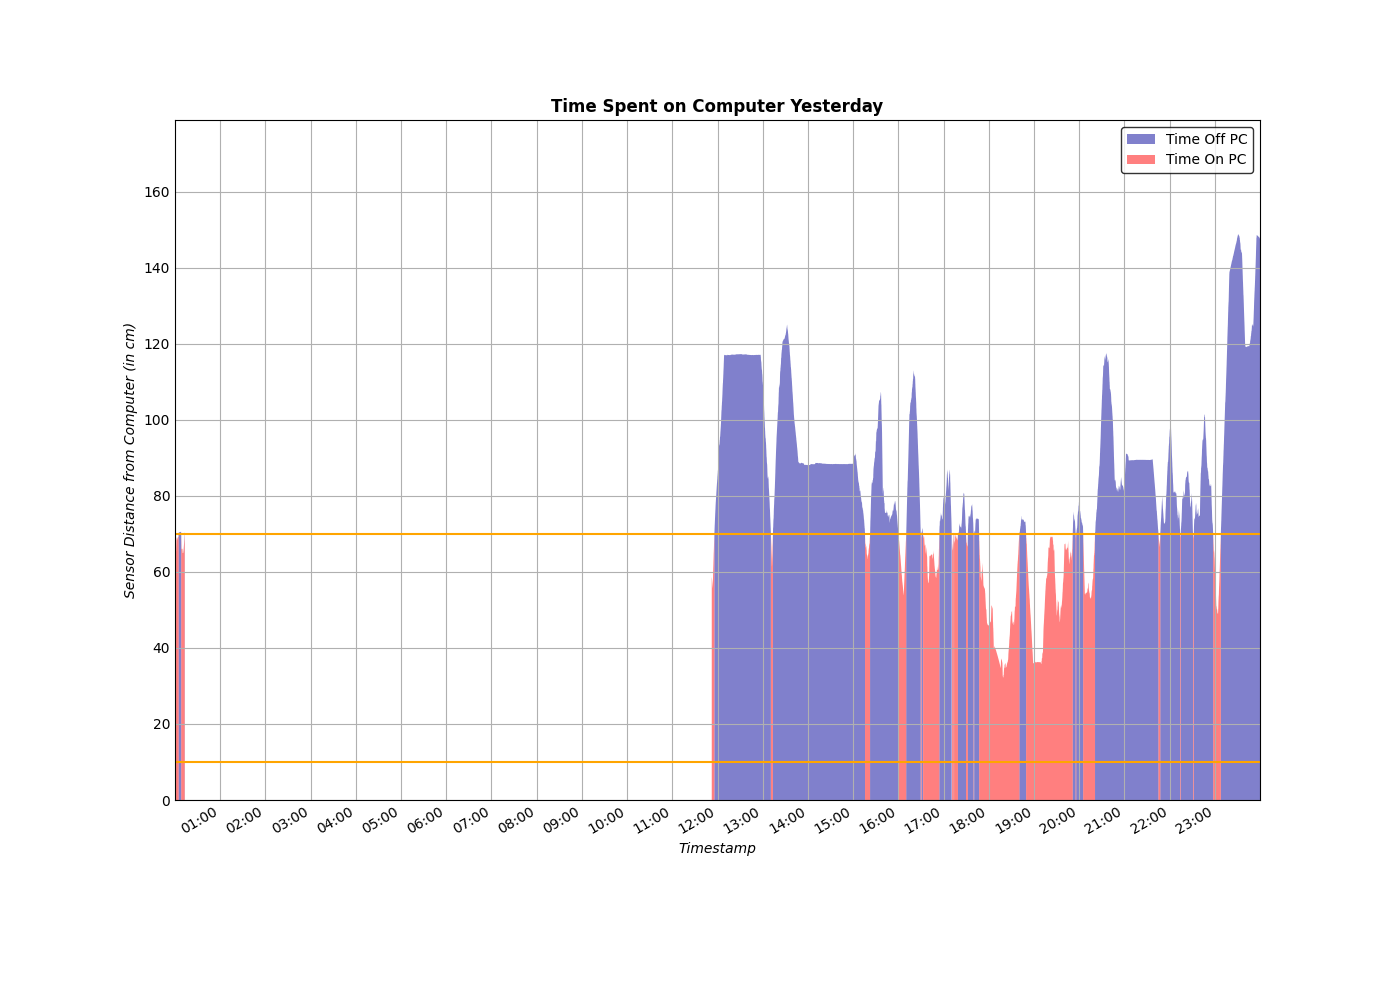 Time Spent on Computer Yesterday
Time Off PC
Time On PC
Sensor Distance from Computer (in cm)
160
140
120
100
80
60
40
20
0
01:00 02:00 03:00 04:00 05:00 06:00 07:00 08:00 09:00 10:00 11:00 12:00 13:00 14:00 15:00 16:00 17:00 18:00 19:00 20:00 21:00 22:00 23:00
Timestamp